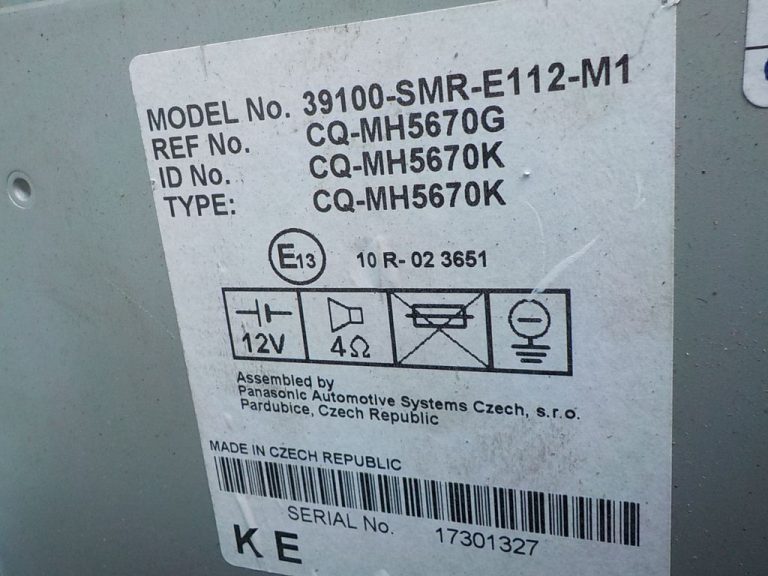 MODEL No. 39100-SMR-E112-M1
REF No. CQ-MH5670G
ID No. CQ-MH5670K
TYPE: CQ-MH5670K
E13 10 R- 02 3651
12V 4Ω
Assembled by
Panasonic Automotive Systems Czech, s.r.o.
Pardubice, Czech Republic
MADE IN CZECH REPUBLIC
SERIAL No. 17301327
K E